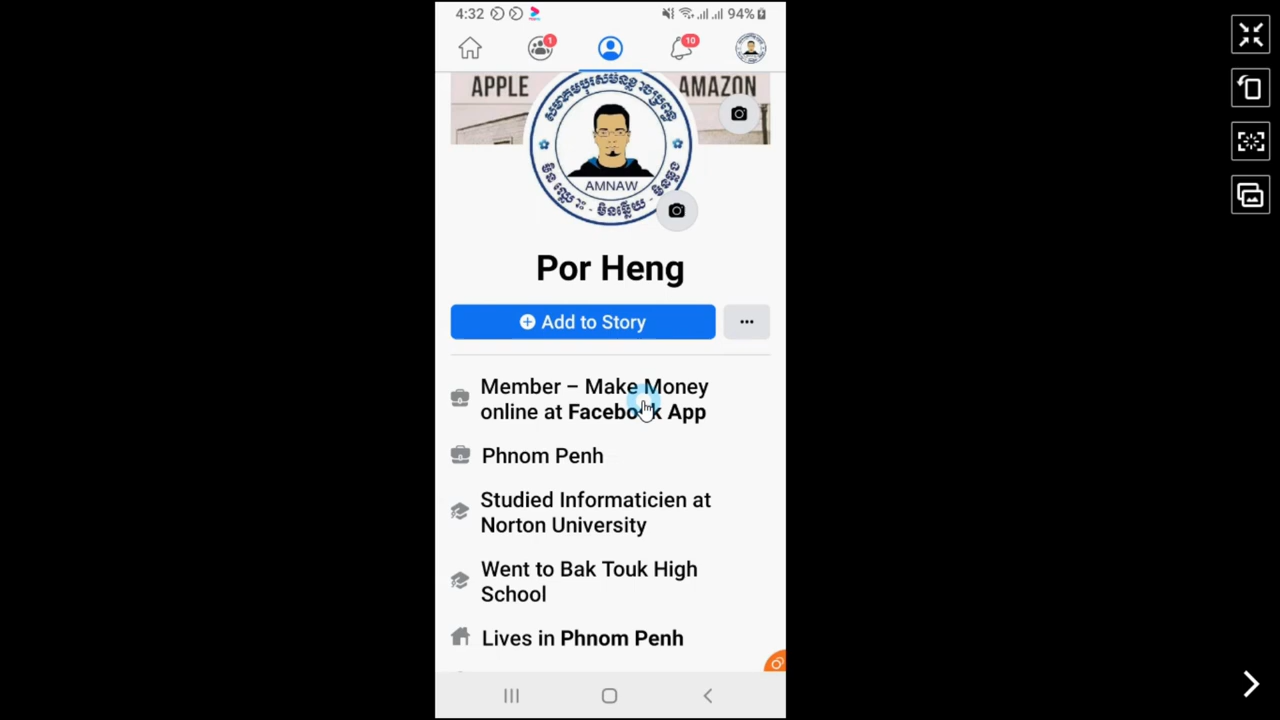 4:32
94%
1
10
APPLE
AMAZON
AMNAW
Por Heng
Add to Story
Member – Make Money
online at Facebook App
Phnom Penh
Studied Informaticien at
Norton University
Went to Bak Touk High
School
Lives in Phnom Penh